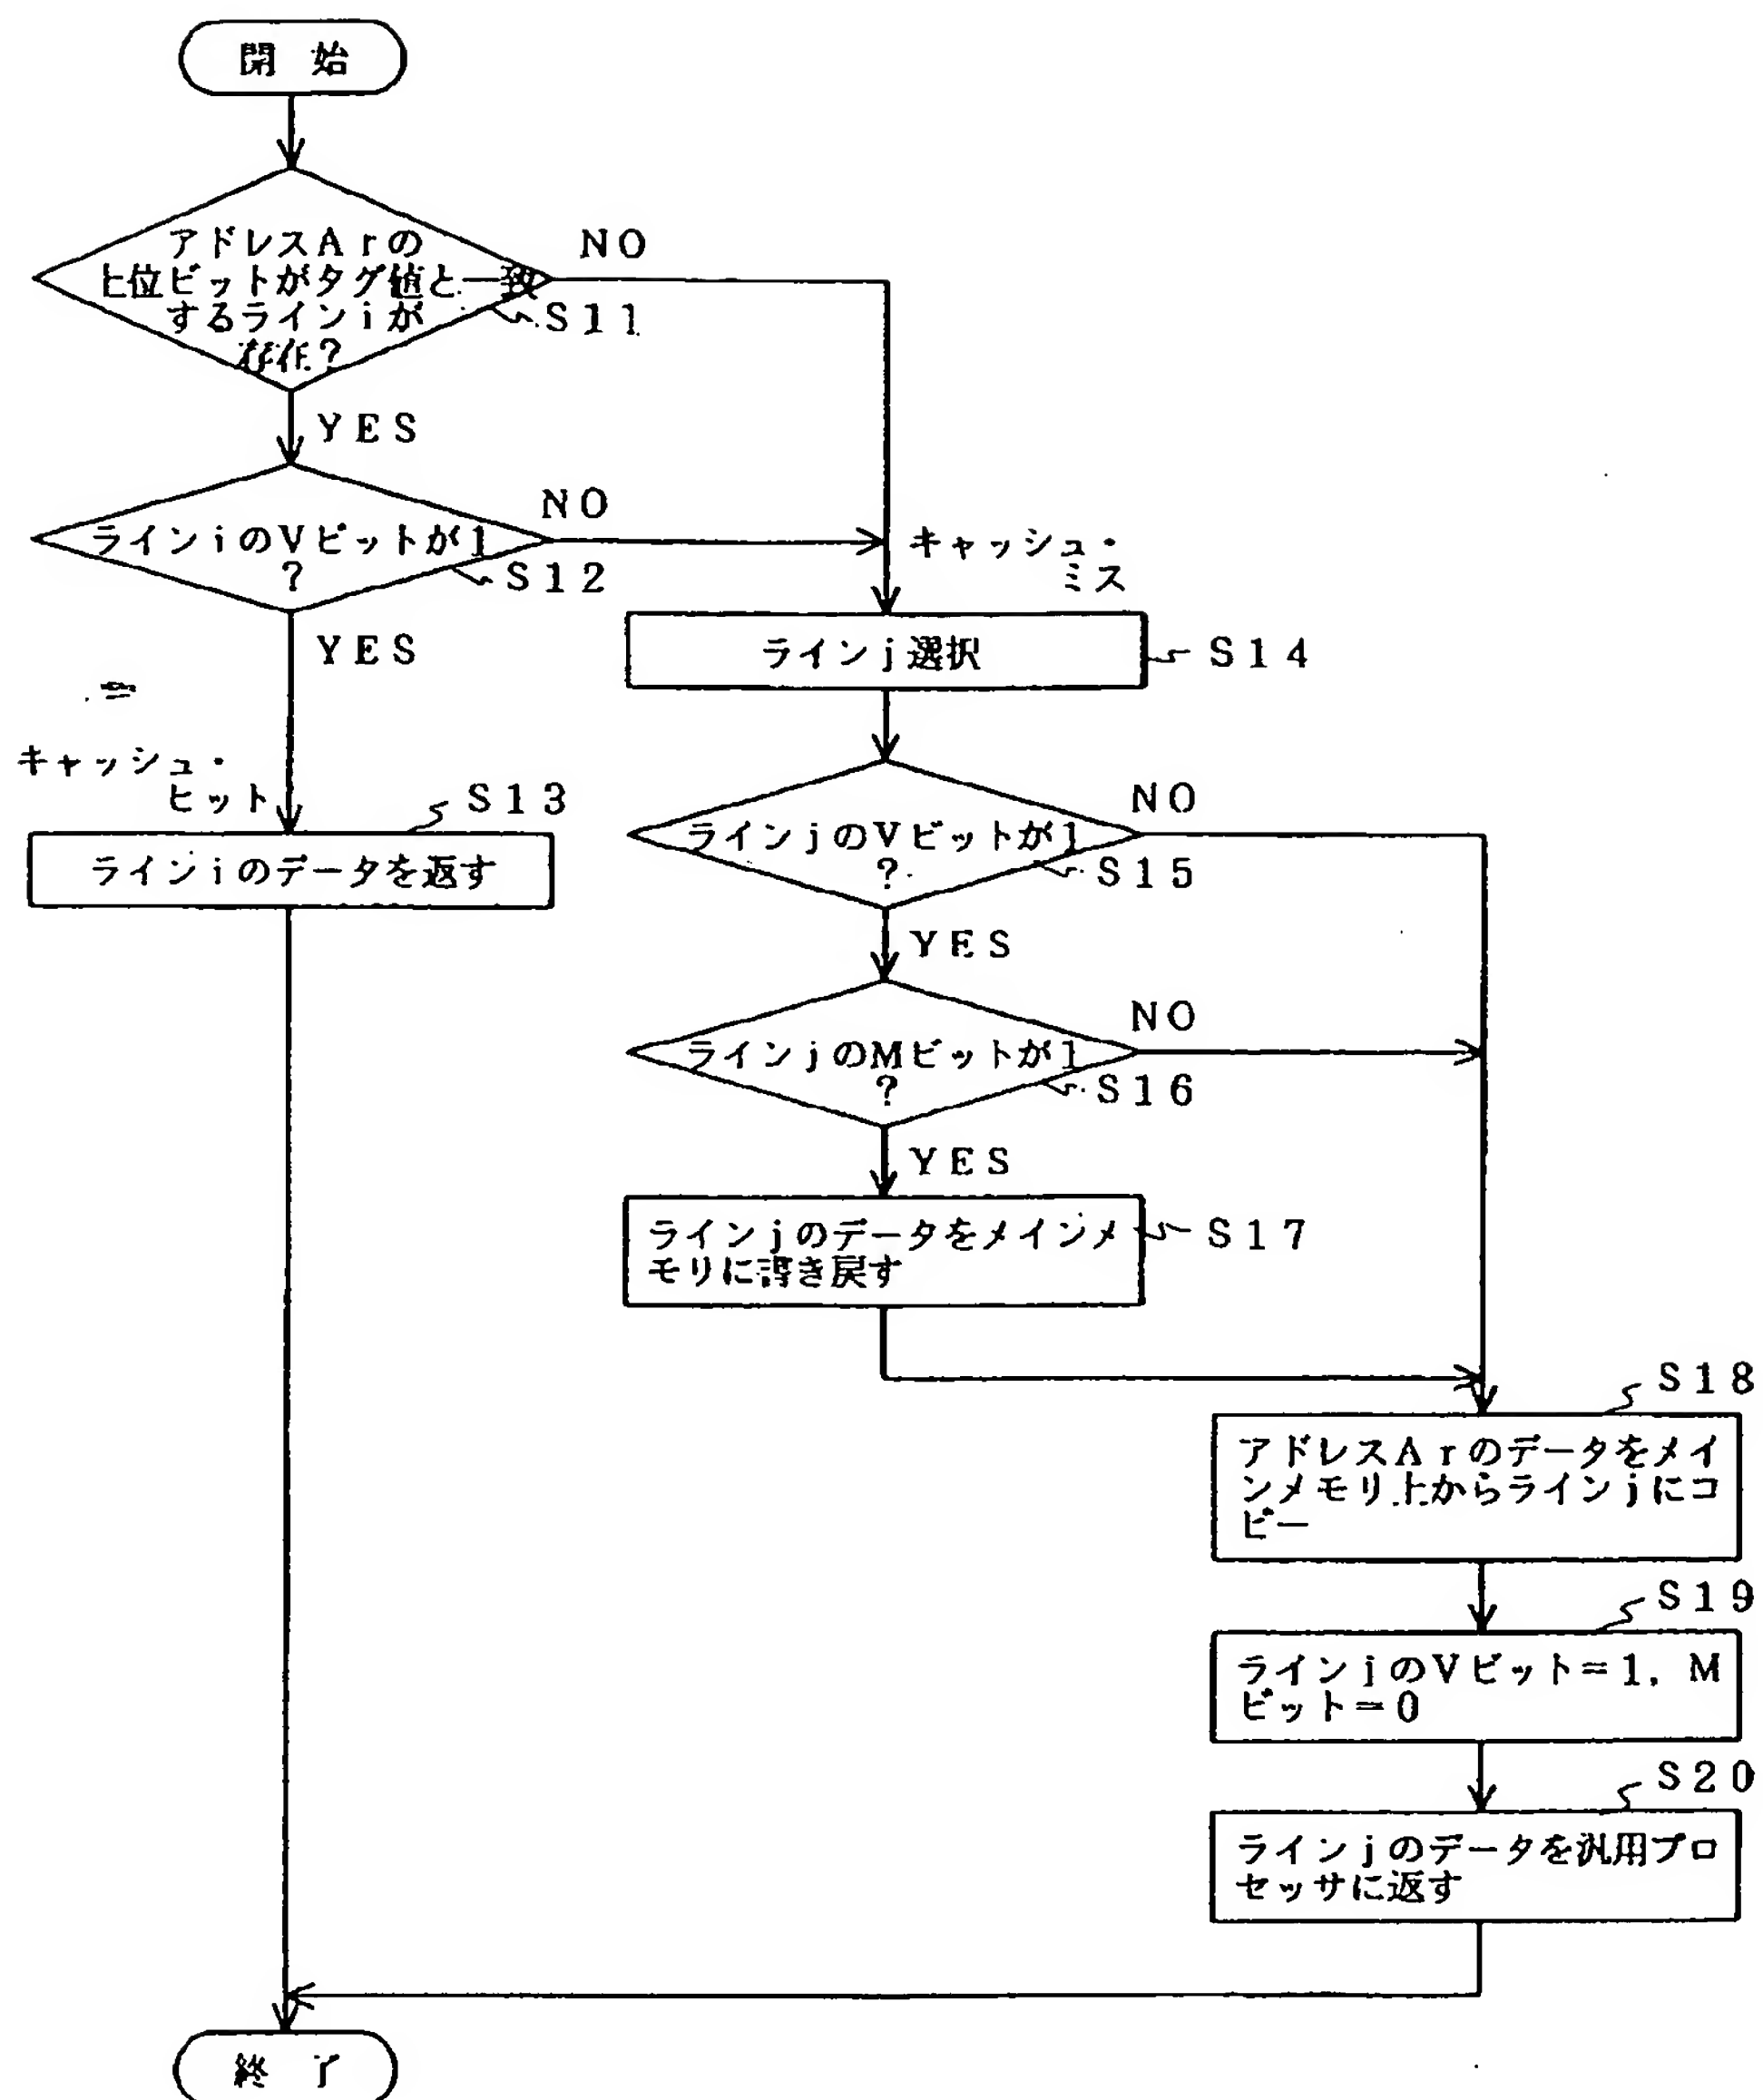 開 始
アドレスArの
上位ビットがタグ値と一致
するラインiが
存在?
NO
S11
YES
ラインiのVビットが1
?
NO
S12
YES
キャッシュ・
ミス
ラインj選択
S14
キャッシュ・
ヒット
S13
ラインiのデータを返す
ラインjのVビットが1
?
NO
S15
YES
ラインjのMビットが1
?
NO
S16
YES
ラインjのデータをメインメ
モリに書き戻す
S17
S18
アドレスArのデータをメイ
ンメモリ上からラインjにコ
ピー
S19
ラインjのVビット=1, M
ビット=0
S20
ラインjのデータを汎用プロ
セッサに返す
終 了